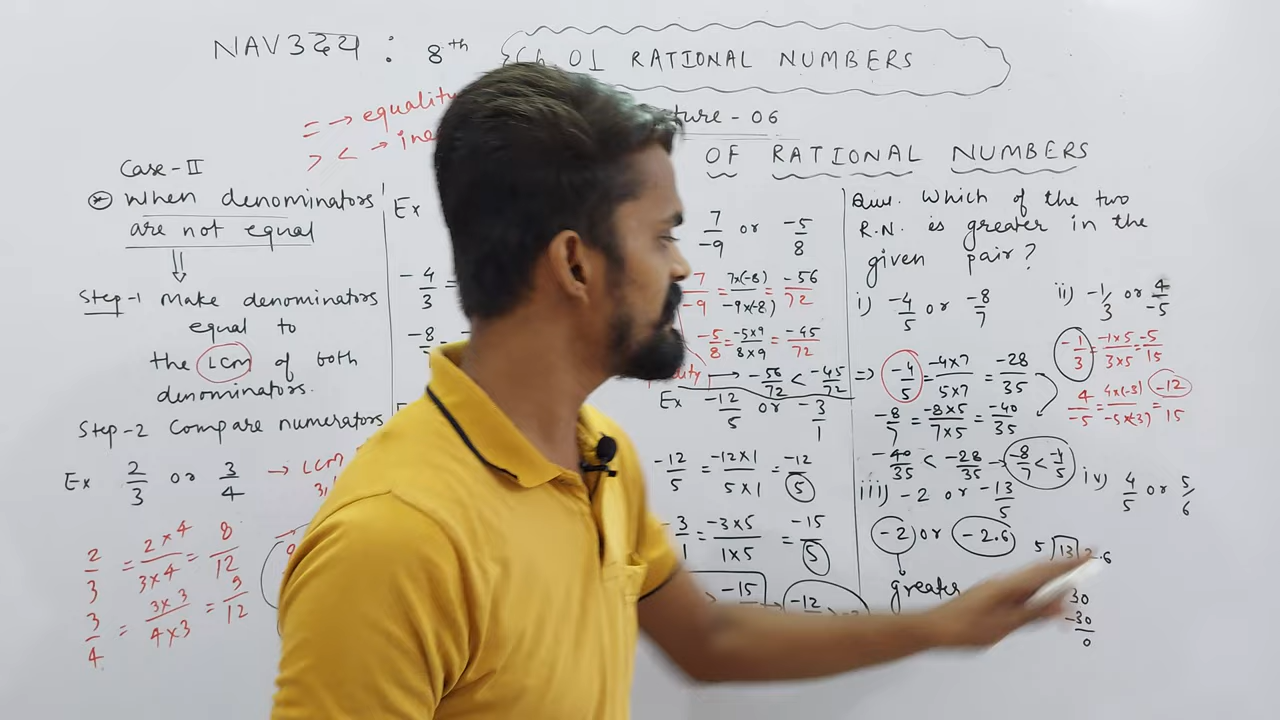 NAV3
: 8th
Ch 01 RATIONAL NUMBERS
= → equality
> < →
ture - 06
OF RATIONAL NUMBERS
Case-II
When denominators
are not equal
⇓
Step-1 Make denominators
equal to
the LCM of both
denominators.
Step-2 Compare numerators
Ex 2/3 or 3/4 → LCM
2/3 = 2×4/3×4 = 8/12
3/4 = 3×3/4×3 = 9/12
Ex
-4/3 =
-8/
7/-9 or -5/8
7/-9 = 7×(-8)/-9×(-8) = -56/72
-5/8 = -5×9/8×9 = -45/72
→ -56/72 < -45/72
Ex -12/5 or -3/1
-12/5 = -12×1/5×1 = -12/5
-3/1 = -3×5/1×5 = -15/5
-15
-12
Ques. Which of the two
R.N. is greater in the
given pair?
i) -4/5 or -8/7
⇒ -4/5 = -4×7/5×7 = -28/35
-8/7 = -8×5/7×5 = -40/35
-40/35 < -28/35 → -8/7 < -4/5
ii) -1/3 or 4/-5
-1/3 = -1×5/3×5 = -5/15
4/-5 = 4×(-3)/-5×(-3) = -12/15
iii) -2 or -13/5
-2 or -2.6
greater
5 13 2.6
30
-30
0
iv) 4/5 or 5/6